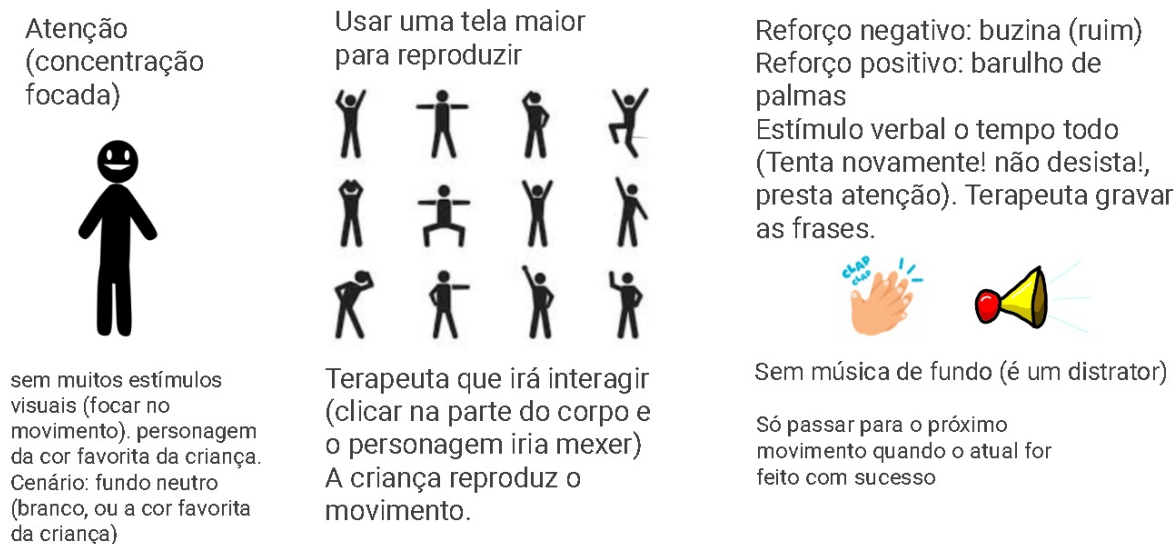 Atenção
(concentração
focada)
sem muitos estímulos
visuais (focar no
movimento). personagem
da cor favorita da criança.
Cenário: fundo neutro
(branco, ou a cor favorita
da criança)
Usar uma tela maior
para reproduzir
Terapeuta que irá interagir
(clicar na parte do corpo e
o personagem iria mexer)
A criança reproduz o
movimento.
Reforço negativo: buzina (ruim)
Reforço positivo: barulho de
palmas
Estímulo verbal o tempo todo
(Tenta novamente! não desista!,
presta atenção). Terapeuta gravar
as frases.
CLAP
CLAP
Sem música de fundo (é um distrator)
Só passar para o próximo
movimento quando o atual for
feito com sucesso